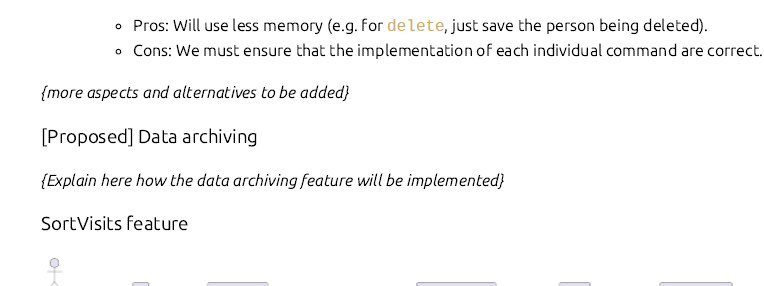 Pros: Will use less memory (e.g. for delete, just save the person being deleted).
Cons: We must ensure that the implementation of each individual command are correct.
{more aspects and alternatives to be added}
[Proposed] Data archiving
{Explain here how the data archiving feature will be implemented}
SortVisits feature